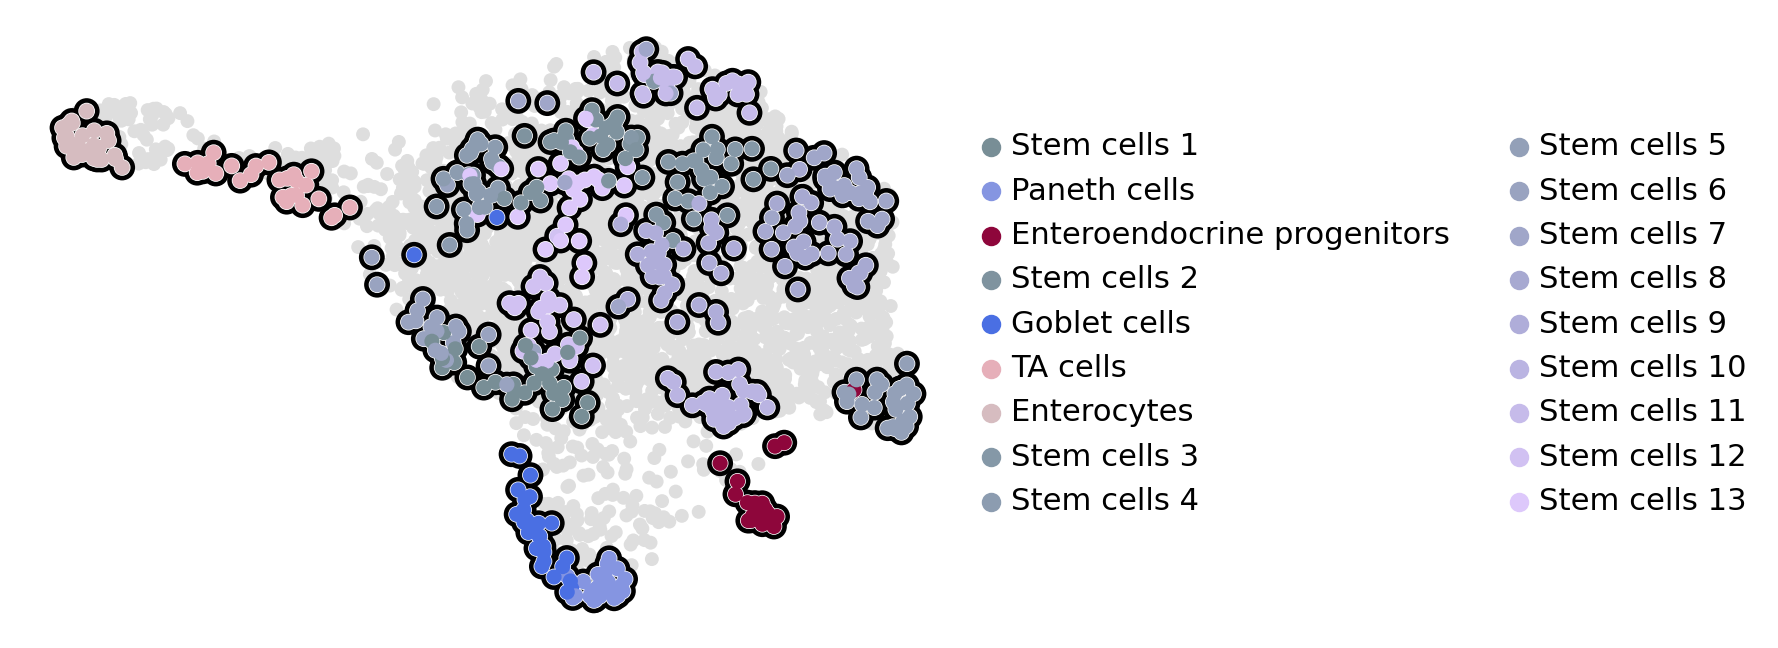 Stem cells 1
Paneth cells
Enteroendocrine progenitors
Stem cells 2
Goblet cells
TA cells
Enterocytes
Stem cells 3
Stem cells 4
Stem cells 5
Stem cells 6
Stem cells 7
Stem cells 8
Stem cells 9
Stem cells 10
Stem cells 11
Stem cells 12
Stem cells 13